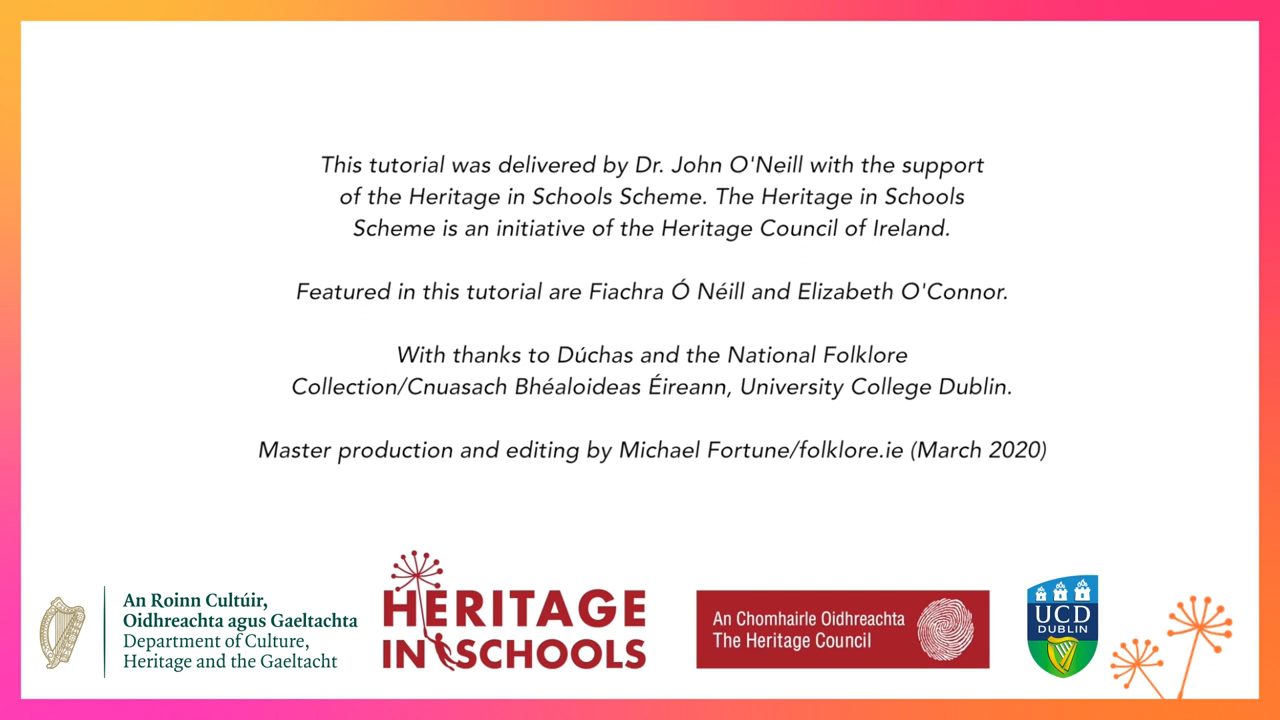 This tutorial was delivered by Dr. John O'Neill with the support
of the Heritage in Schools Scheme. The Heritage in Schools
Scheme is an initiative of the Heritage Council of Ireland.
Featured in this tutorial are Fiachra Ó Néill and Elizabeth O'Connor.
With thanks to Dúchas and the National Folklore
Collection/Cnuasach Bhéaloideas Éireann, University College Dublin.
Master production and editing by Michael Fortune/folklore.ie (March 2020)
An Roinn Cultúir,
Oidhreachta agus Gaeltachta
Department of Culture,
Heritage and the Gaeltacht
HERITAGE
IN SCHOOLS
An Chomhairle Oidhreachta
The Heritage Council
UCD
DUBLIN